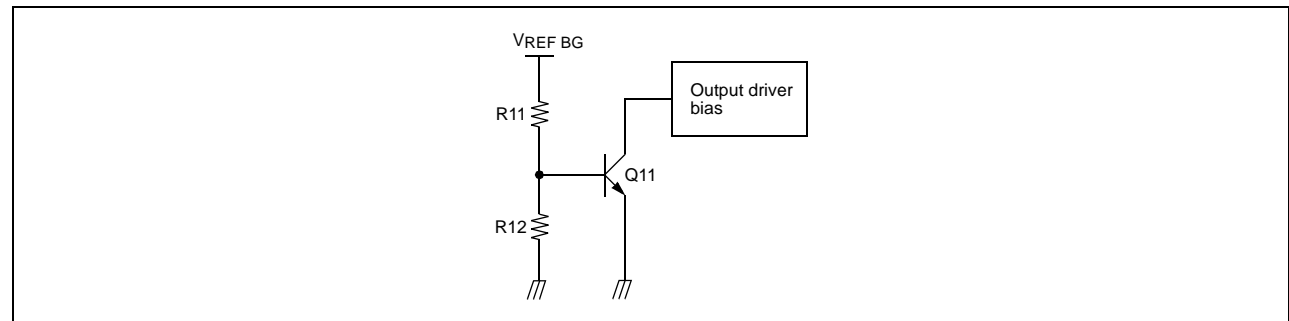 VREF BG
R11
Output driver
bias
Q11
R12